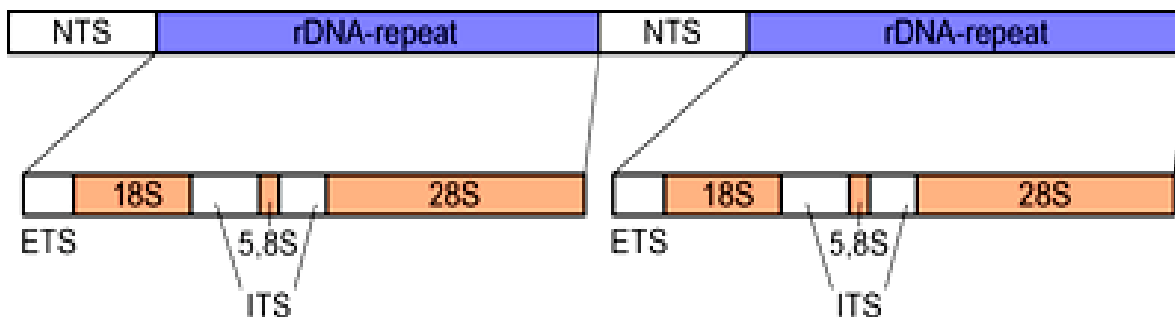 NTS rDNA-repeat NTS rDNA-repeat
18S 28S 18S 28S
ETS 5,8S ETS 5,8S
ITS ITS